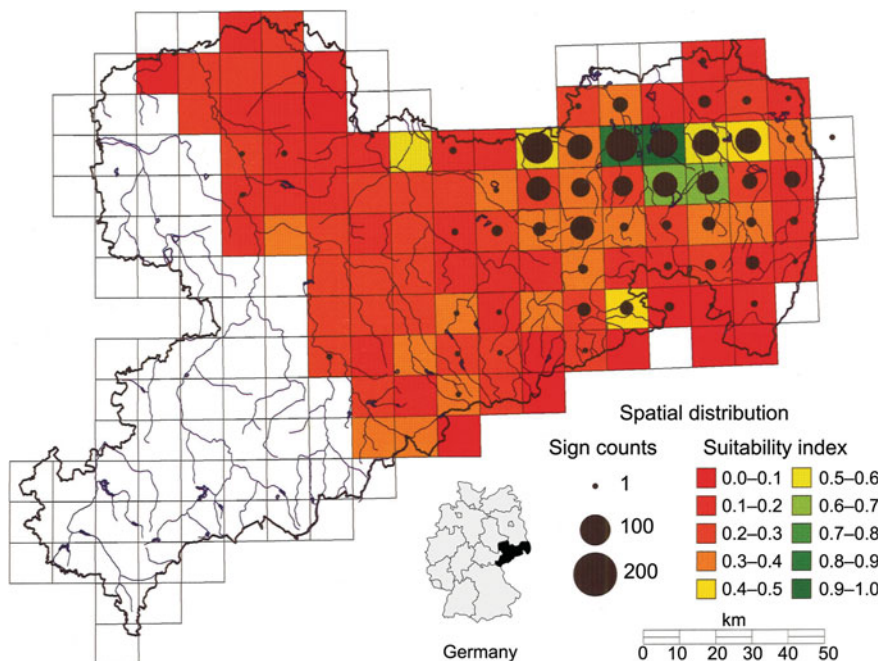 Spatial distribution
Sign counts
1
100
200
Suitability index
0.0–0.1
0.1–0.2
0.2–0.3
0.3–0.4
0.4–0.5
0.5–0.6
0.6–0.7
0.7–0.8
0.8–0.9
0.9–1.0
Germany
km
0 10 20 30 40 50